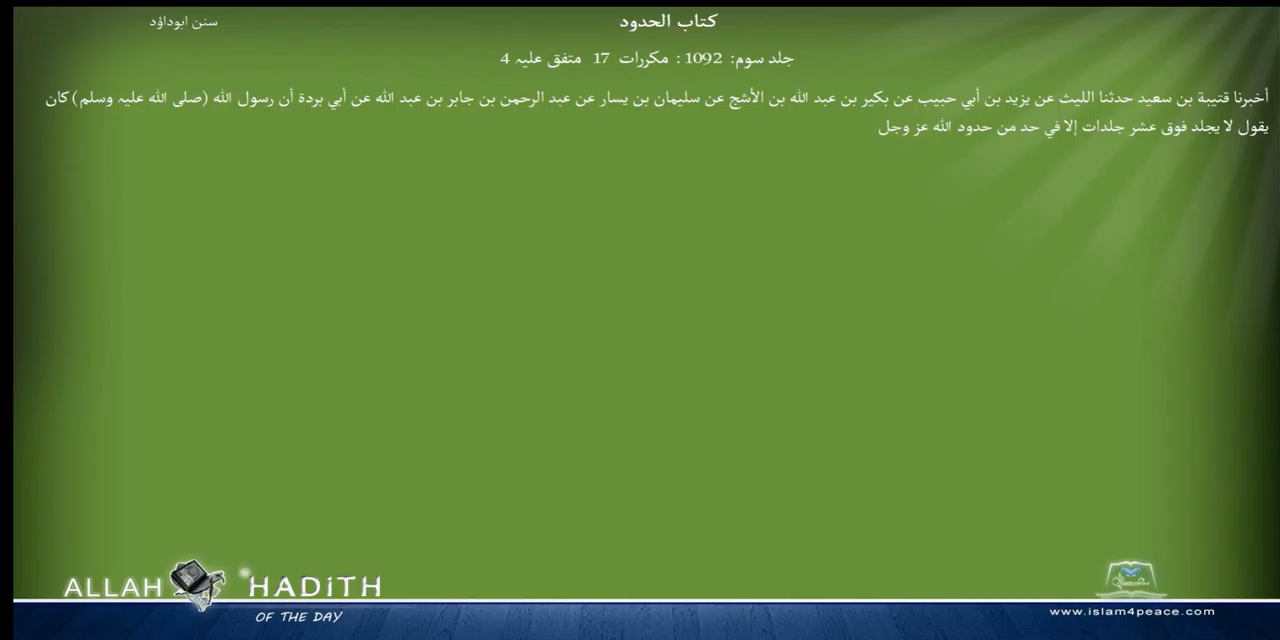 كتاب الحدود
سنن ابوداؤد
جلد سوم: 1092 : مكررات 17 متفق علیہ 4
أخبرنا قتيبة بن سعيد حدثنا الليث عن يزيد بن أبي حبيب عن بكير بن عبد الله بن الأشج عن سليمان بن يسار عن عبد الرحمن بن جابر بن عبد الله عن أبي بردة أن رسول الله (صلى الله عليہ وسلم) كان
يقول لا يجلد فوق عشر جلدات إلا في حد من حدود الله عز وجل
ALLAH HADITH
OF THE DAY
www.islam4peace.com